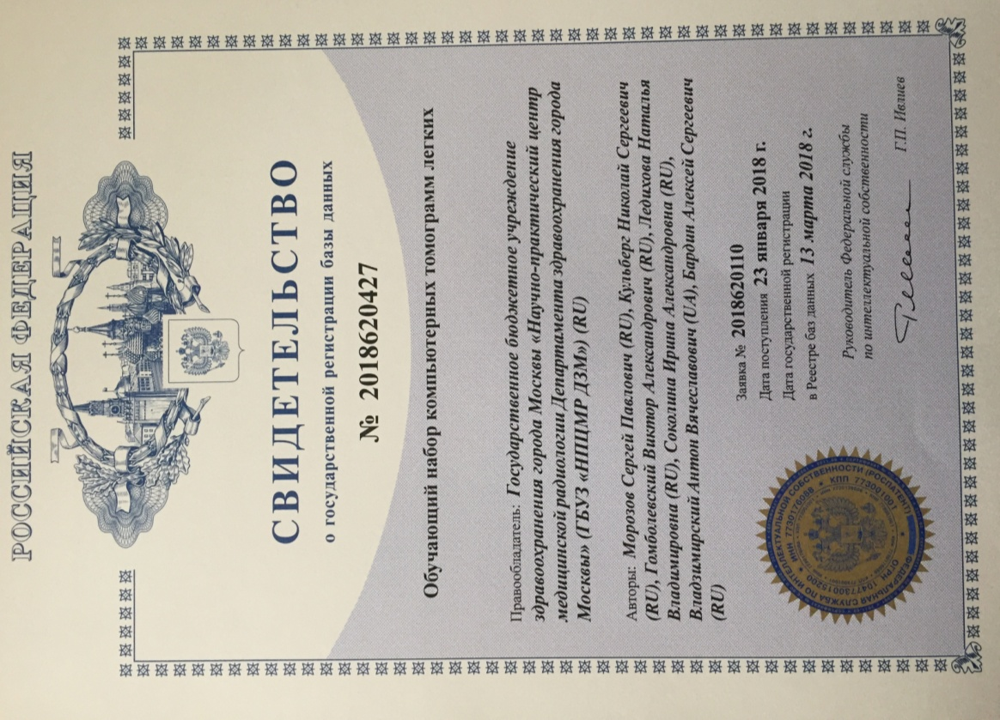 РОССИЙСКАЯ ФЕДЕРАЦИЯ
СВИДЕТЕЛЬСТВО
о государственной регистрации базы данных
№ 2018620427
Обучающий набор компьютерных томограмм легких
Правообладатель: Государственное бюджетное учреждение
здравоохранения города Москвы «Научно-практический центр
медицинской радиологии Департамента здравоохранения города
Москвы» (ГБУЗ «НПЦМР ДЗМ») (RU)
Авторы: Морозов Сергей Павлович (RU), Кульберг Николай Сергеевич
(RU), Гомболевский Виктор Александрович (RU), Ледихова Наталья
Владимировна (RU), Соколина Ирина Александровна (RU),
Владзимирский Антон Вячеславович (UA), Бардин Алексей Сергеевич
(RU)
Заявка № 2018620110
Дата поступления 23 января 2018 г.
Дата государственной регистрации
в Реестре баз данных 13 марта 2018 г.
Руководитель Федеральной службы
по интеллектуальной собственности
Г.П. Ивлиев
ФЕДЕРАЛЬНАЯ СЛУЖБА ПО ИНТЕЛЛЕКТУАЛЬНОЙ СОБСТВЕННОСТИ (РОСПАТЕНТ)
ОГРН 1047730015200 * ИНН 7730176088 * КПП 773001001